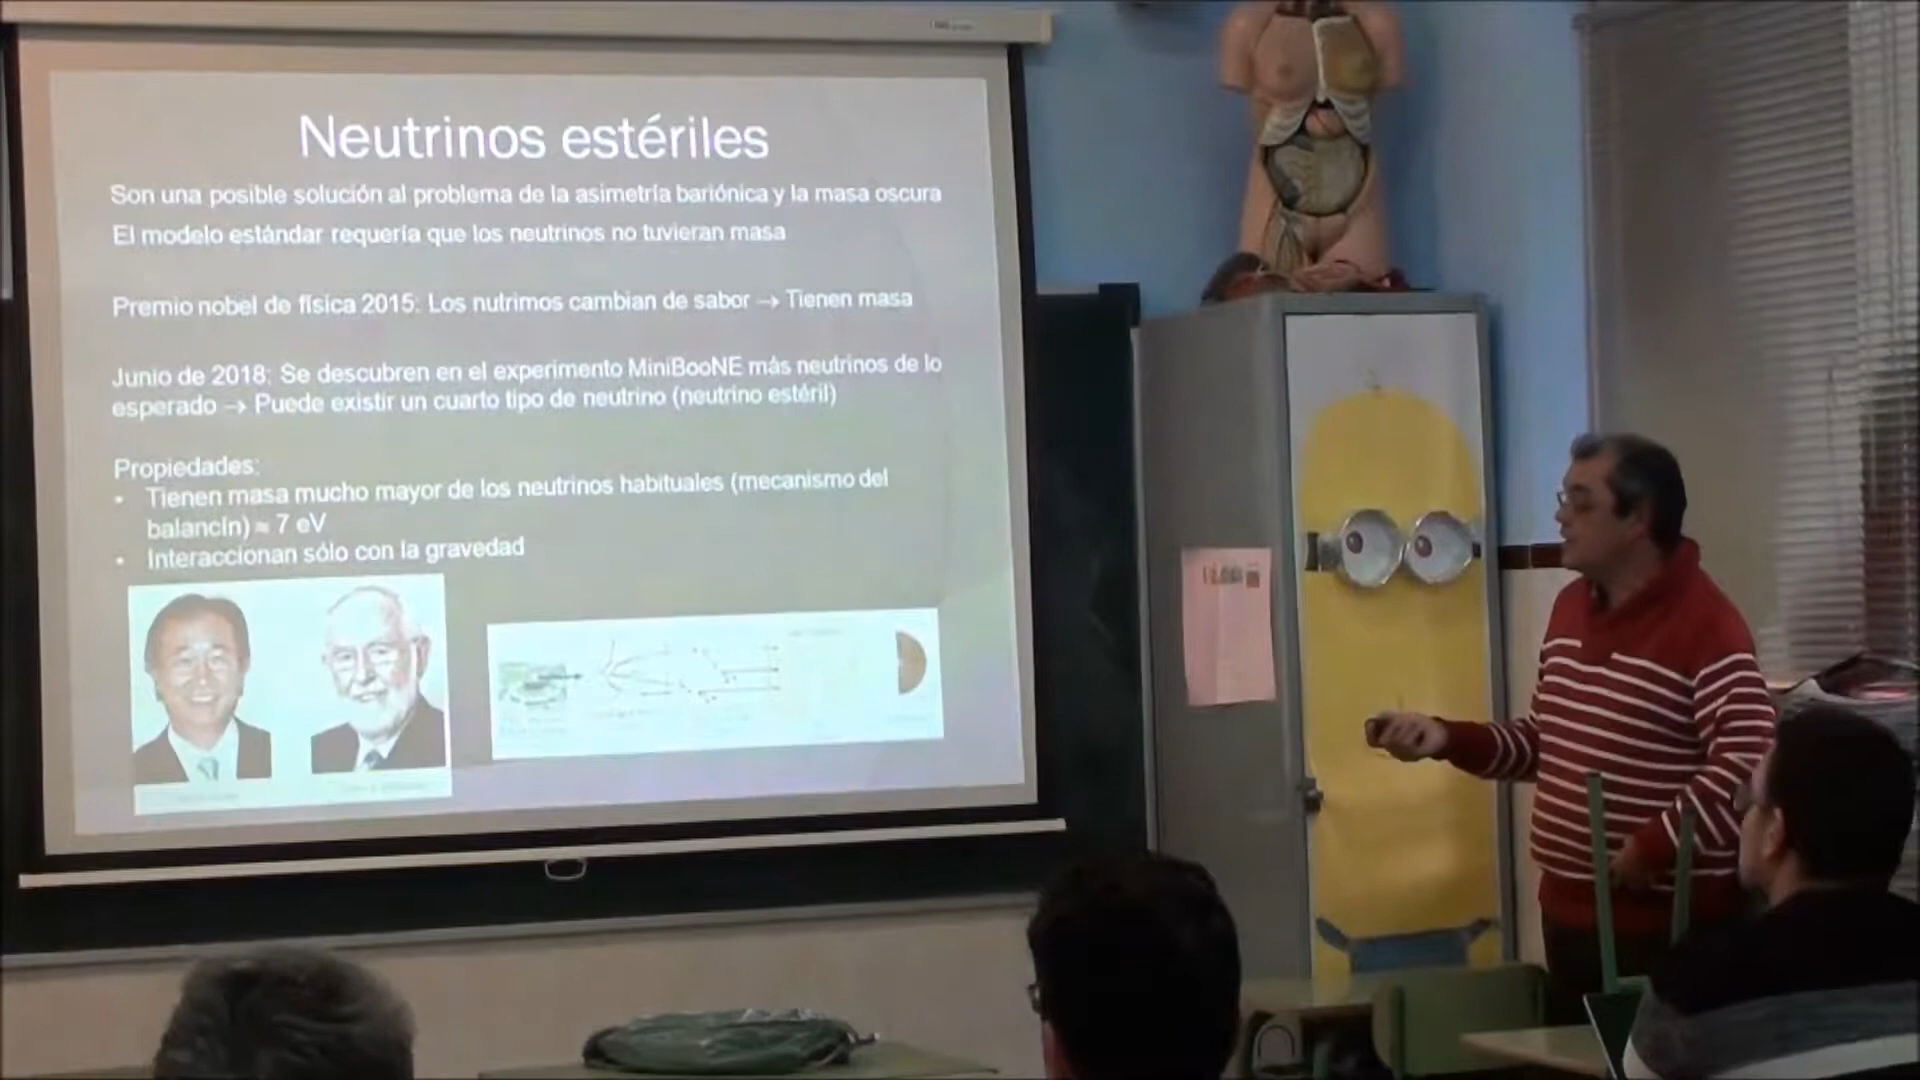 Neutrinos estériles
Son una posible solución al problema de la asimetría bariónica y la masa oscura
El modelo estándar requería que los neutrinos no tuvieran masa
Premio nobel de física 2015: Los nutrimos cambian de sabor → Tienen masa
Junio de 2018: Se descubren en el experimento MiniBooNE más neutrinos de lo
esperado → Puede existir un cuarto tipo de neutrino (neutrino estéril)
Propiedades:
• Tienen masa mucho mayor de los neutrinos habituales (mecanismo del
balancín) ≈ 7 eV
• Interaccionan sólo con la gravedad